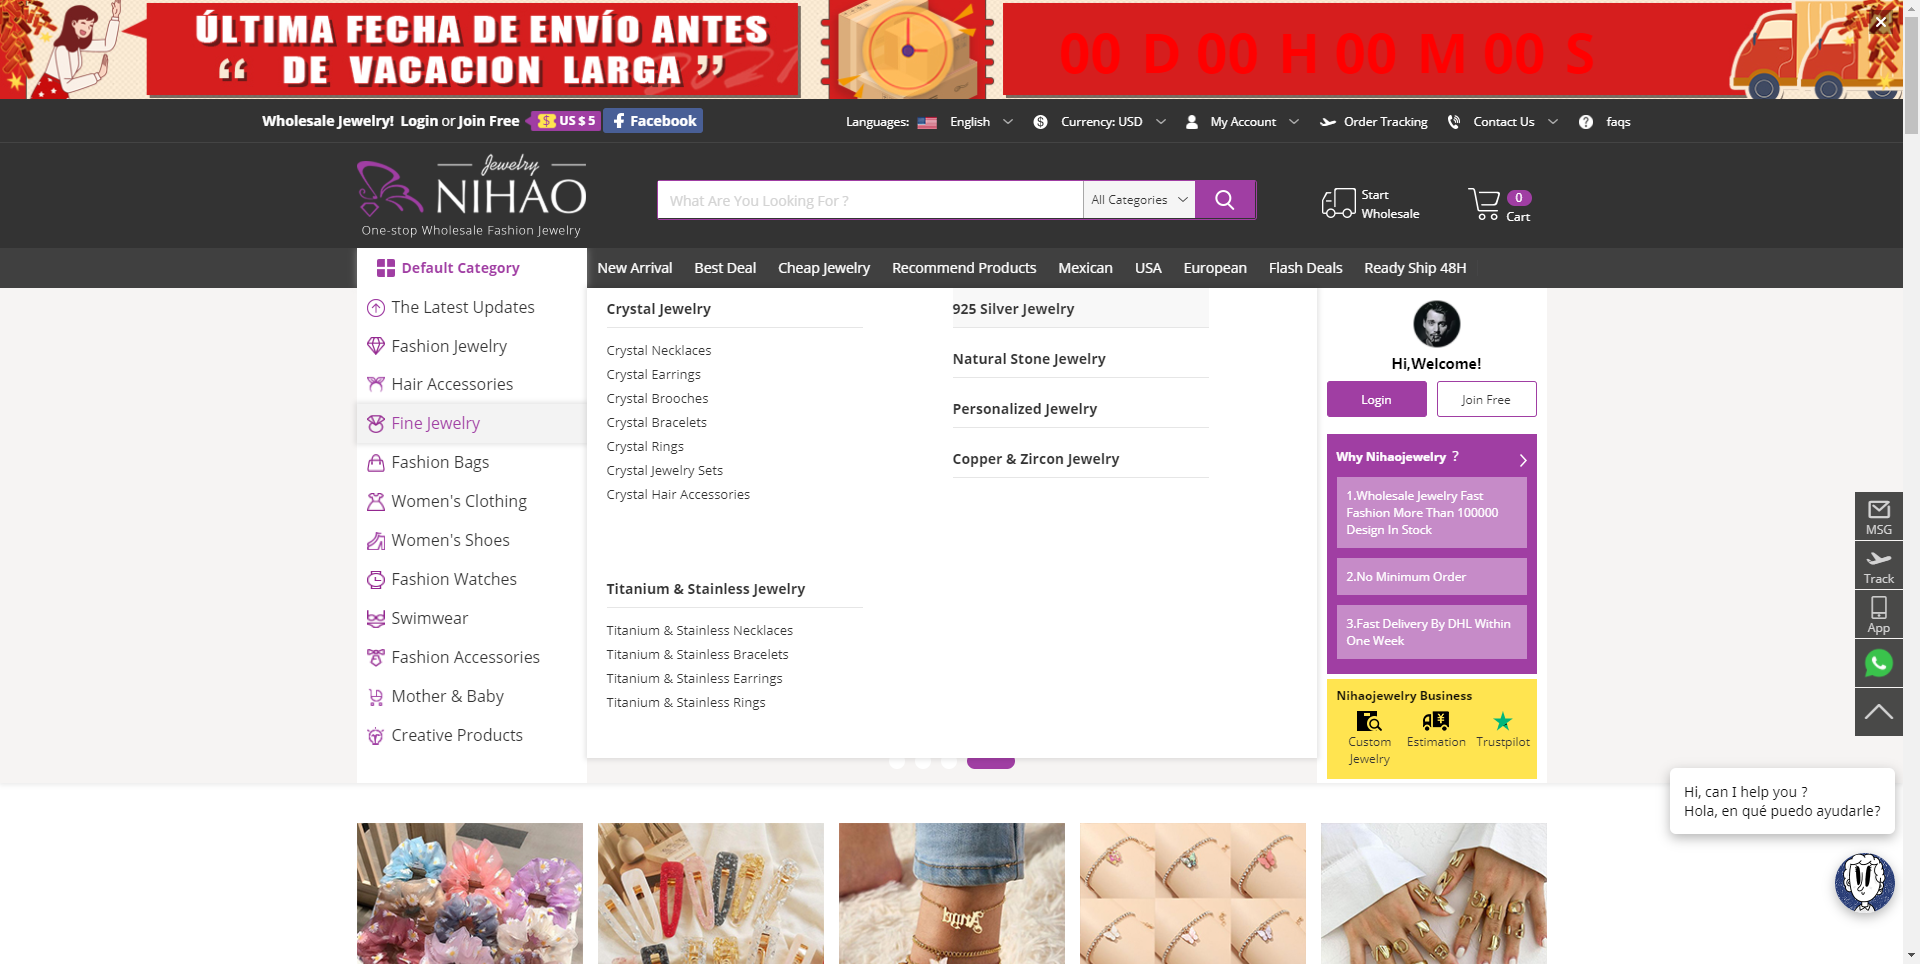 ÚLTIMA FECHA DE ENVÍO ANTES
“ DE VACACION LARGA ”
00 D 00 H 00 M 00 S
Wholesale Jewelry! Login or Join Free $ US $ 5 Facebook
Languages: English Currency: USD My Account Order Tracking Contact Us faqs
Jewelry
NIHAO
One-stop Wholesale Fashion Jewelry
What Are You Looking For ? All Categories
Start
Wholesale
0
Cart
Default Category
New Arrival Best Deal Cheap Jewelry Recommend Products Mexican USA European Flash Deals Ready Ship 48H
The Latest Updates
Fashion Jewelry
Hair Accessories
Fine Jewelry
Fashion Bags
Women's Clothing
Women's Shoes
Fashion Watches
Swimwear
Fashion Accessories
Mother & Baby
Creative Products
Crystal Jewelry
Crystal Necklaces
Crystal Earrings
Crystal Brooches
Crystal Bracelets
Crystal Rings
Crystal Jewelry Sets
Crystal Hair Accessories
Titanium & Stainless Jewelry
Titanium & Stainless Necklaces
Titanium & Stainless Bracelets
Titanium & Stainless Earrings
Titanium & Stainless Rings
925 Silver Jewelry
Natural Stone Jewelry
Personalized Jewelry
Copper & Zircon Jewelry
Hi,Welcome!
Login Join Free
Why Nihaojewelry ?
1.Wholesale Jewelry Fast
Fashion More Than 100000
Design In Stock
2.No Minimum Order
3.Fast Delivery By DHL Within
One Week
Nihaojewelry Business
Custom
Jewelry
Estimation
Trustpilot
MSG
Track
App
Hi, can I help you ?
Hola, en qué puedo ayudarle?